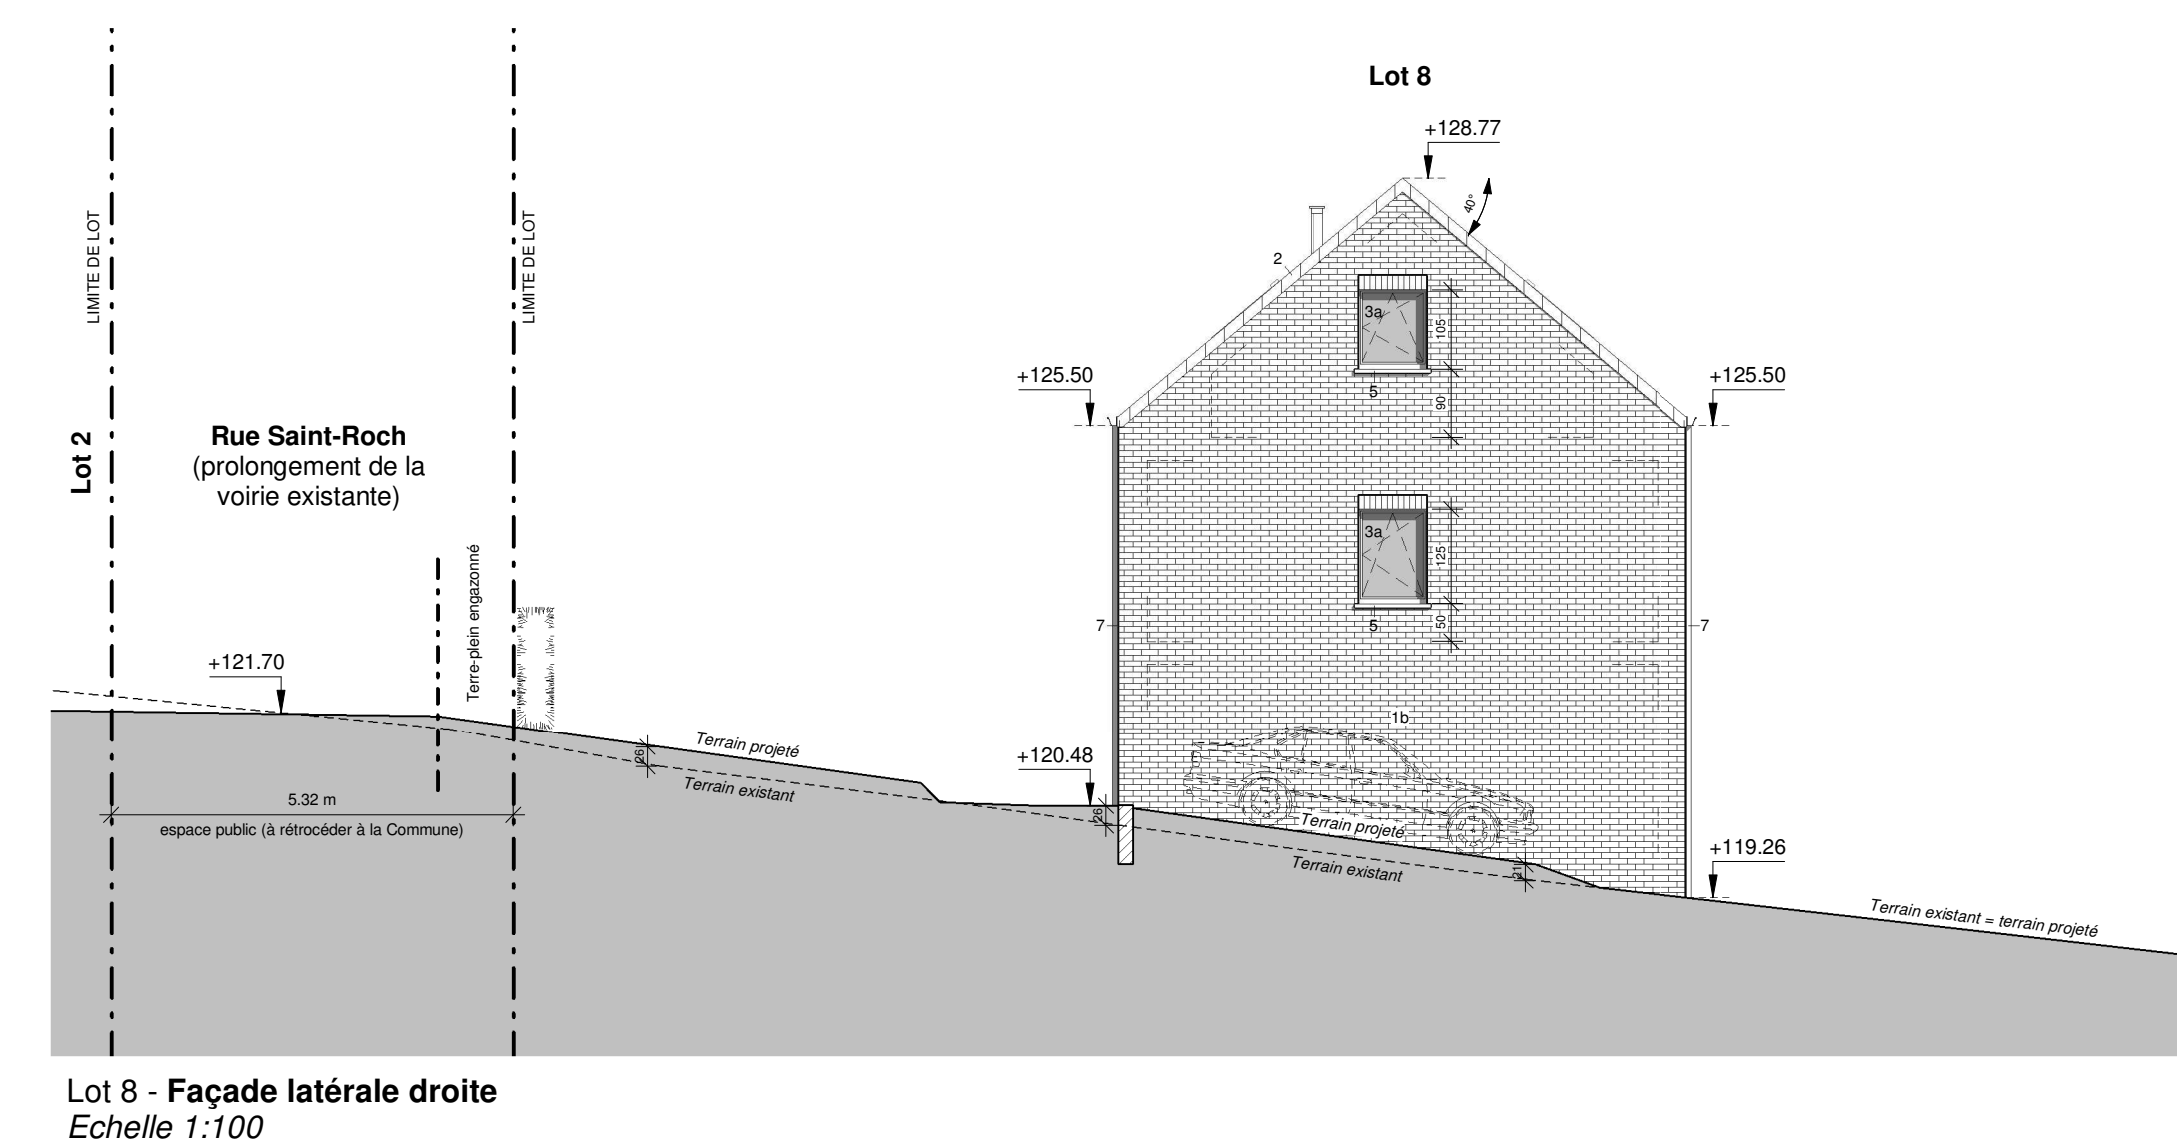 Lot 8
+128.77
40°
LIMITE DE LOT
LIMITE DE LOT
2
3a
105
+125.50
+125.50
5
90
Lot 2
Rue Saint-Roch
(prolongement de la
voirie existante)
3a
125
Terre-plein engazonné
7
5
50
7
+121.70
1b
26
Terrain projeté
Terrain existant
+120.48
26
5.32 m
espace public (à rétrocéder à la Commune)
Terrain projeté
Terrain existant
21
+119.26
Terrain existant = terrain projeté
Lot 8 - Façade latérale droite
Echelle 1:100